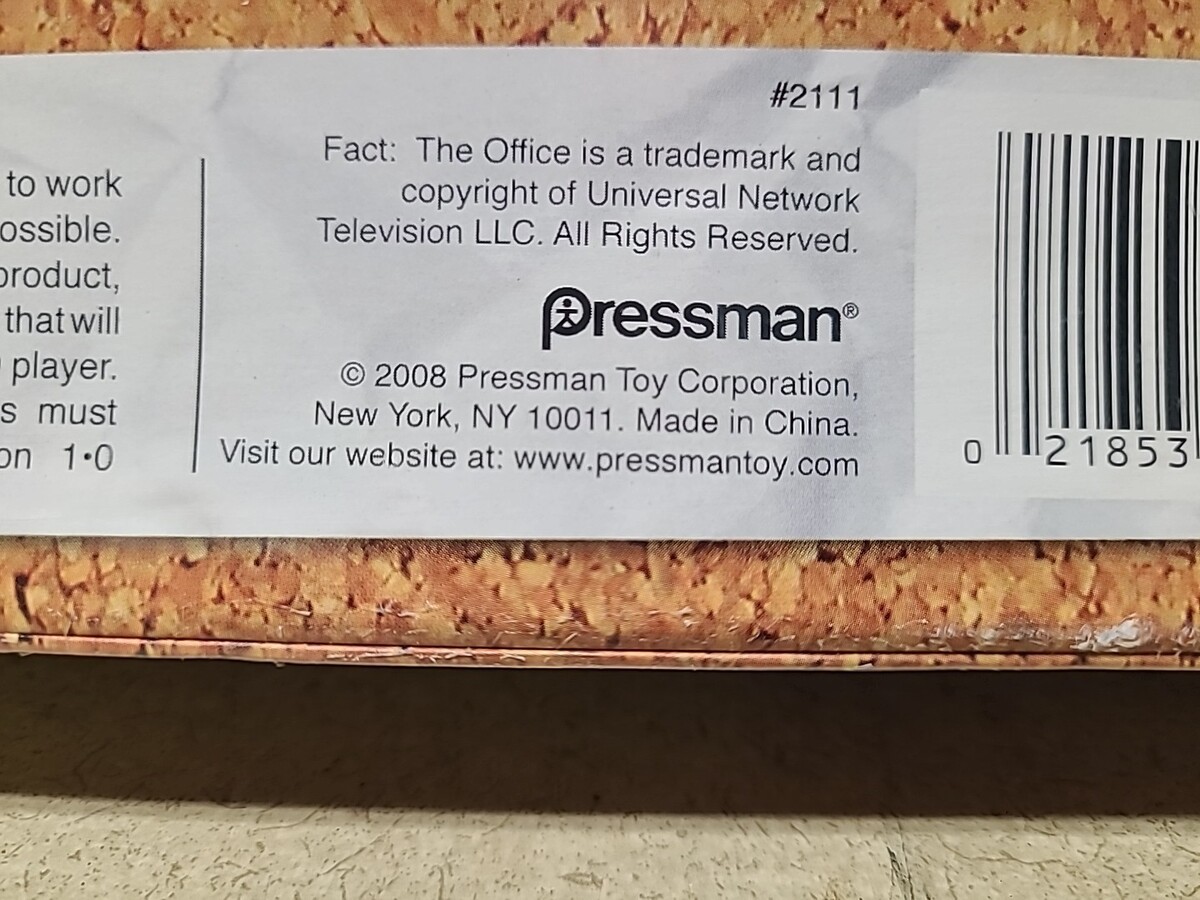 to work
ossible.
product,
that will
player.
s must
on 1•0
#2111
Fact: The Office is a trademark and
copyright of Universal Network
Television LLC. All Rights Reserved.
Pressman®
© 2008 Pressman Toy Corporation,
New York, NY 10011. Made in China.
Visit our website at: www.pressmantoy.com
0 21853